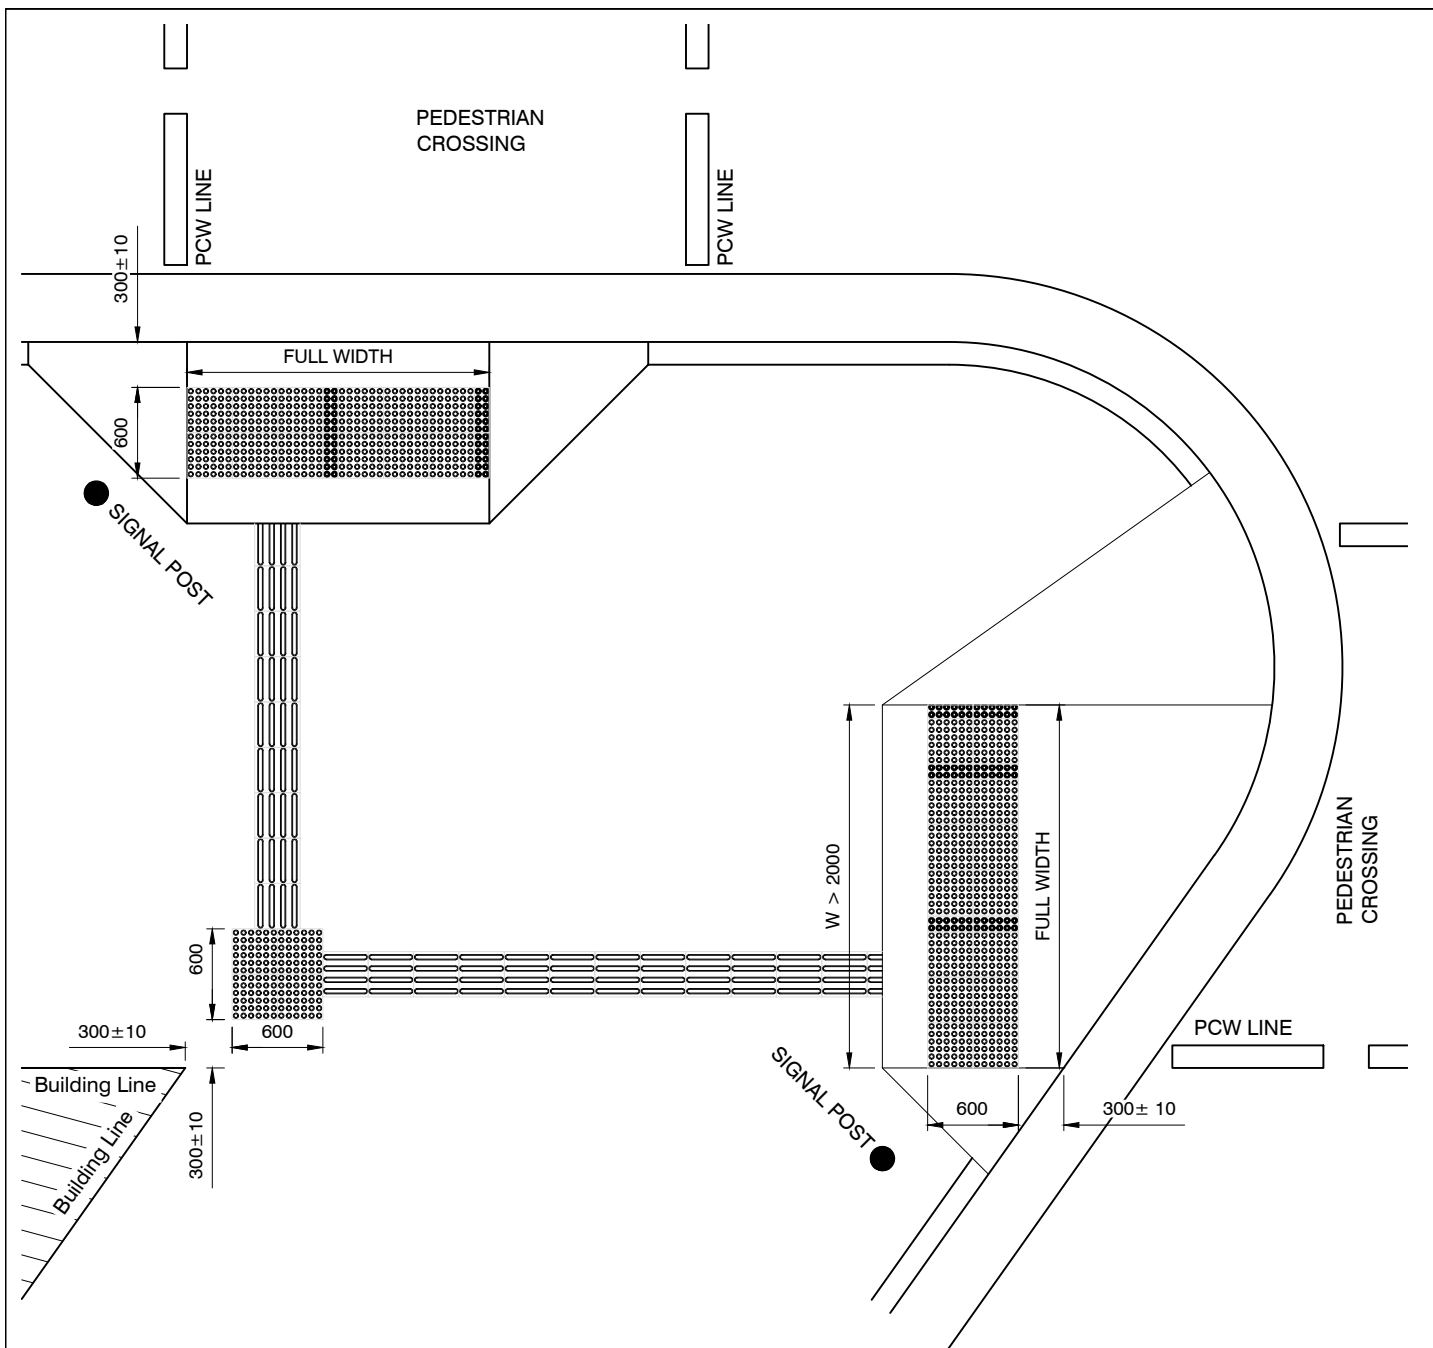 PEDESTRIAN
CROSSING
PCW LINE
PCW LINE
300±10
FULL WIDTH
600
SIGNAL POST
W > 2000
FULL WIDTH
PEDESTRIAN
CROSSING
600
600
300±10
PCW LINE
Building Line
Building Line
300±10
SIGNAL POST
600
300± 10